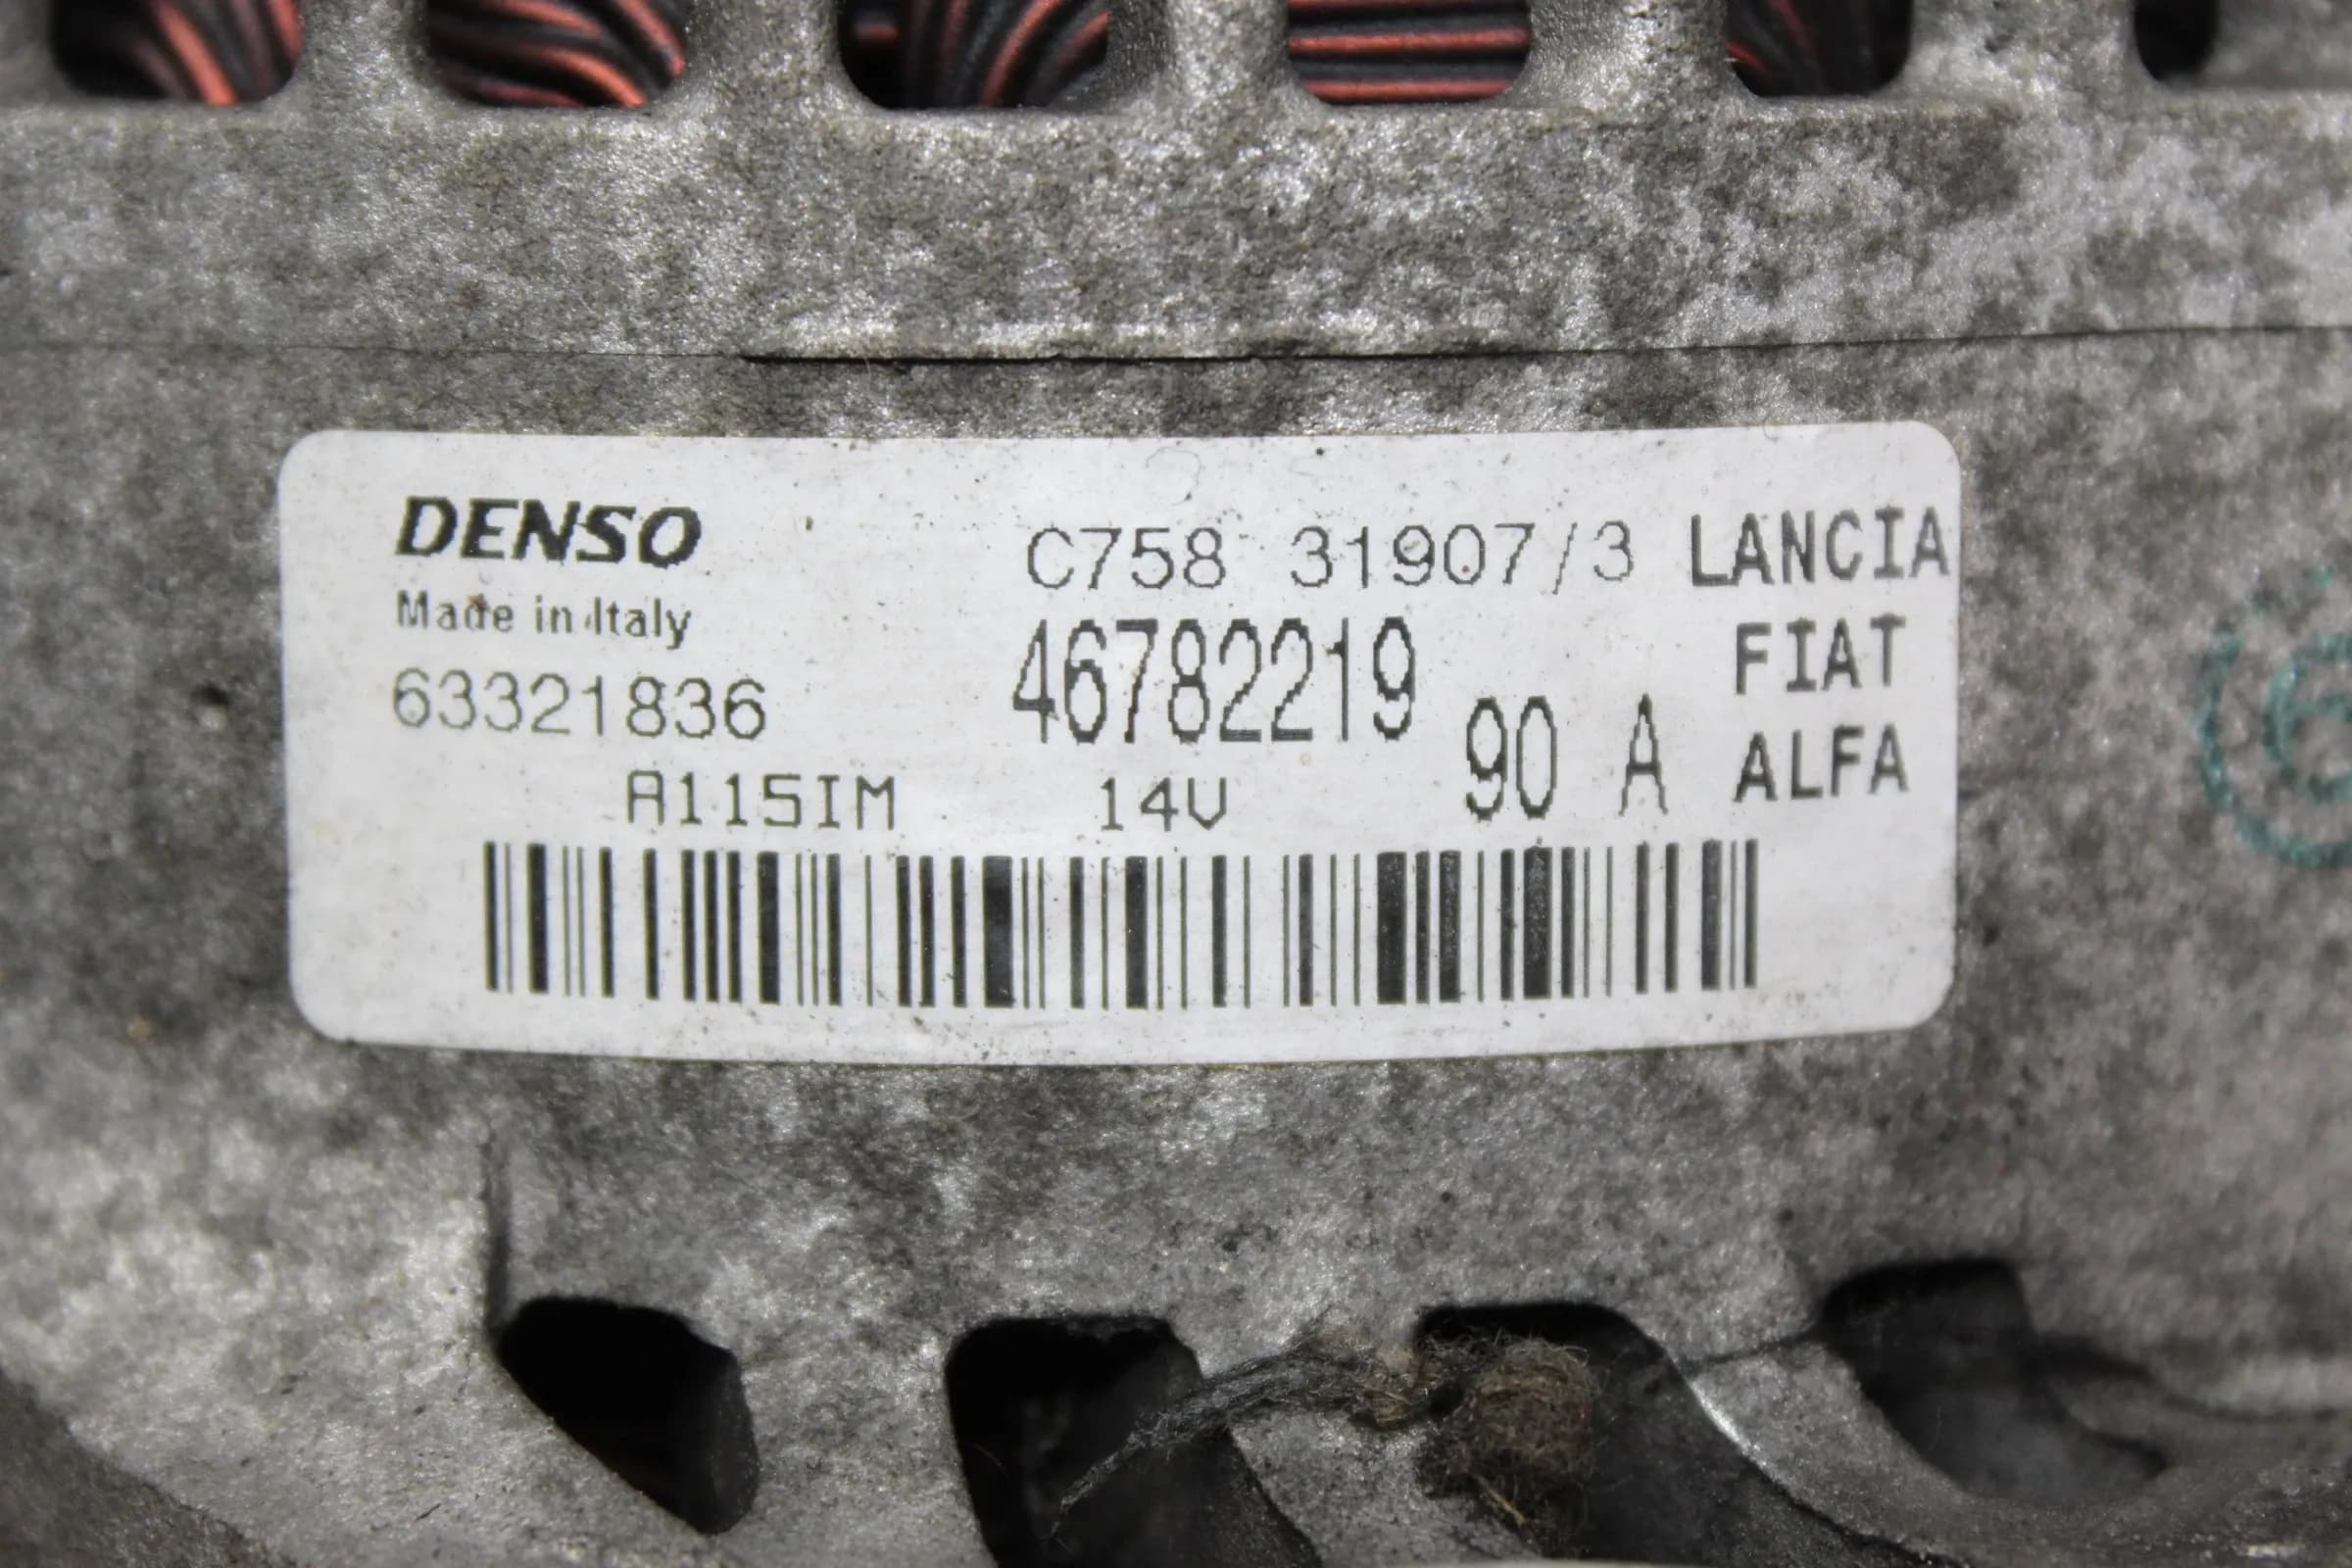 DENSO
Made in Italy
63321836
C758 31907/3
46782219
A115IM 14V 90 A
LANCIA
FIAT
ALFA